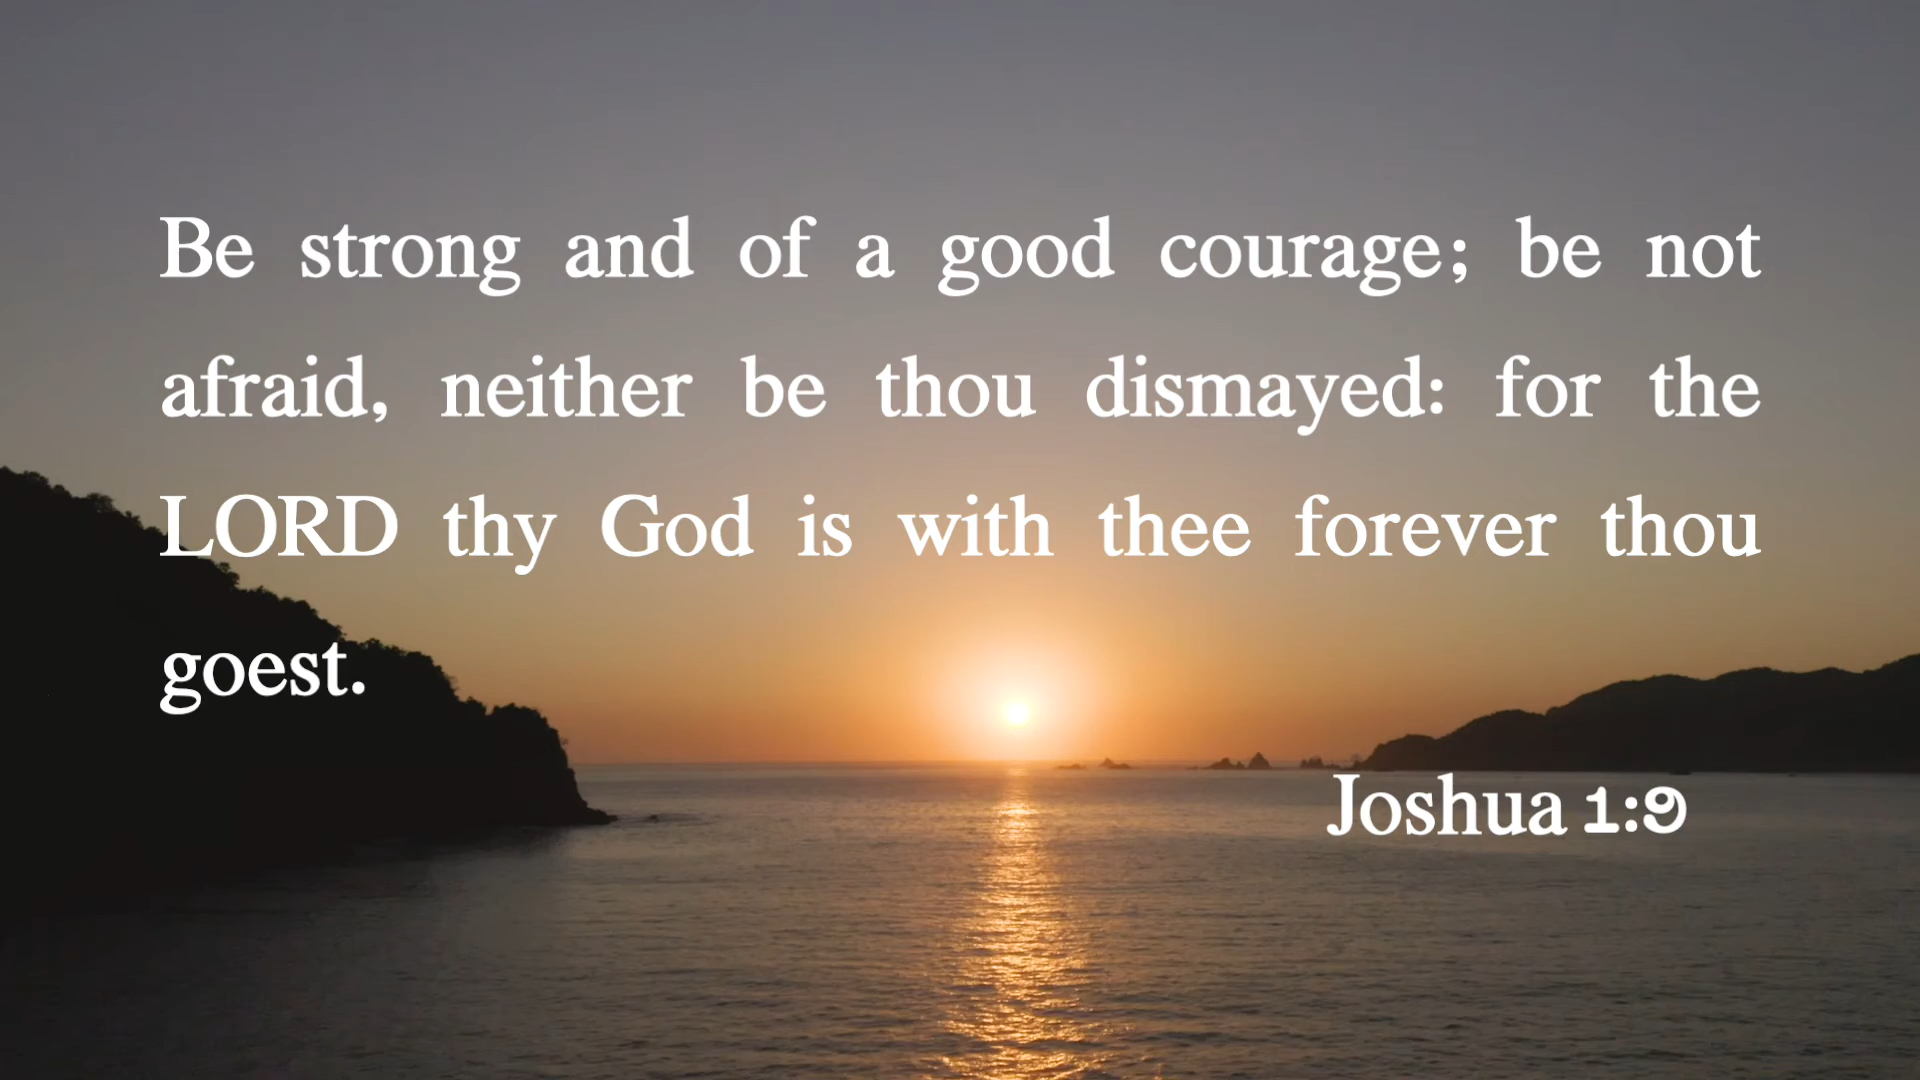 Be strong and of a good courage; be not
afraid, neither be thou dismayed: for the
LORD thy God is with thee forever thou
goest.
Joshua 1:9